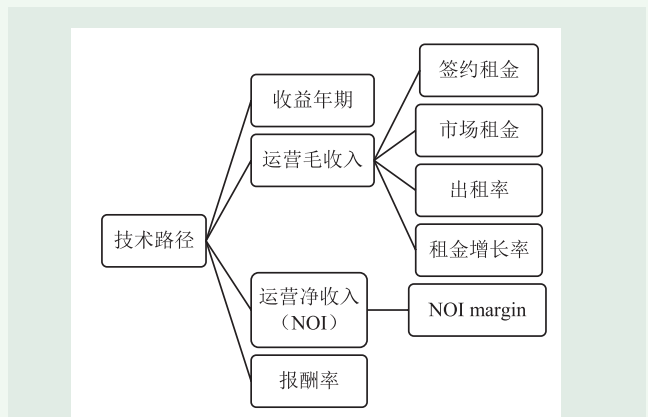 技术路径
收益年期
运营毛收入
签约租金
市场租金
出租率
租金增长率
运营净收入
（NOI）
NOI margin
报酬率